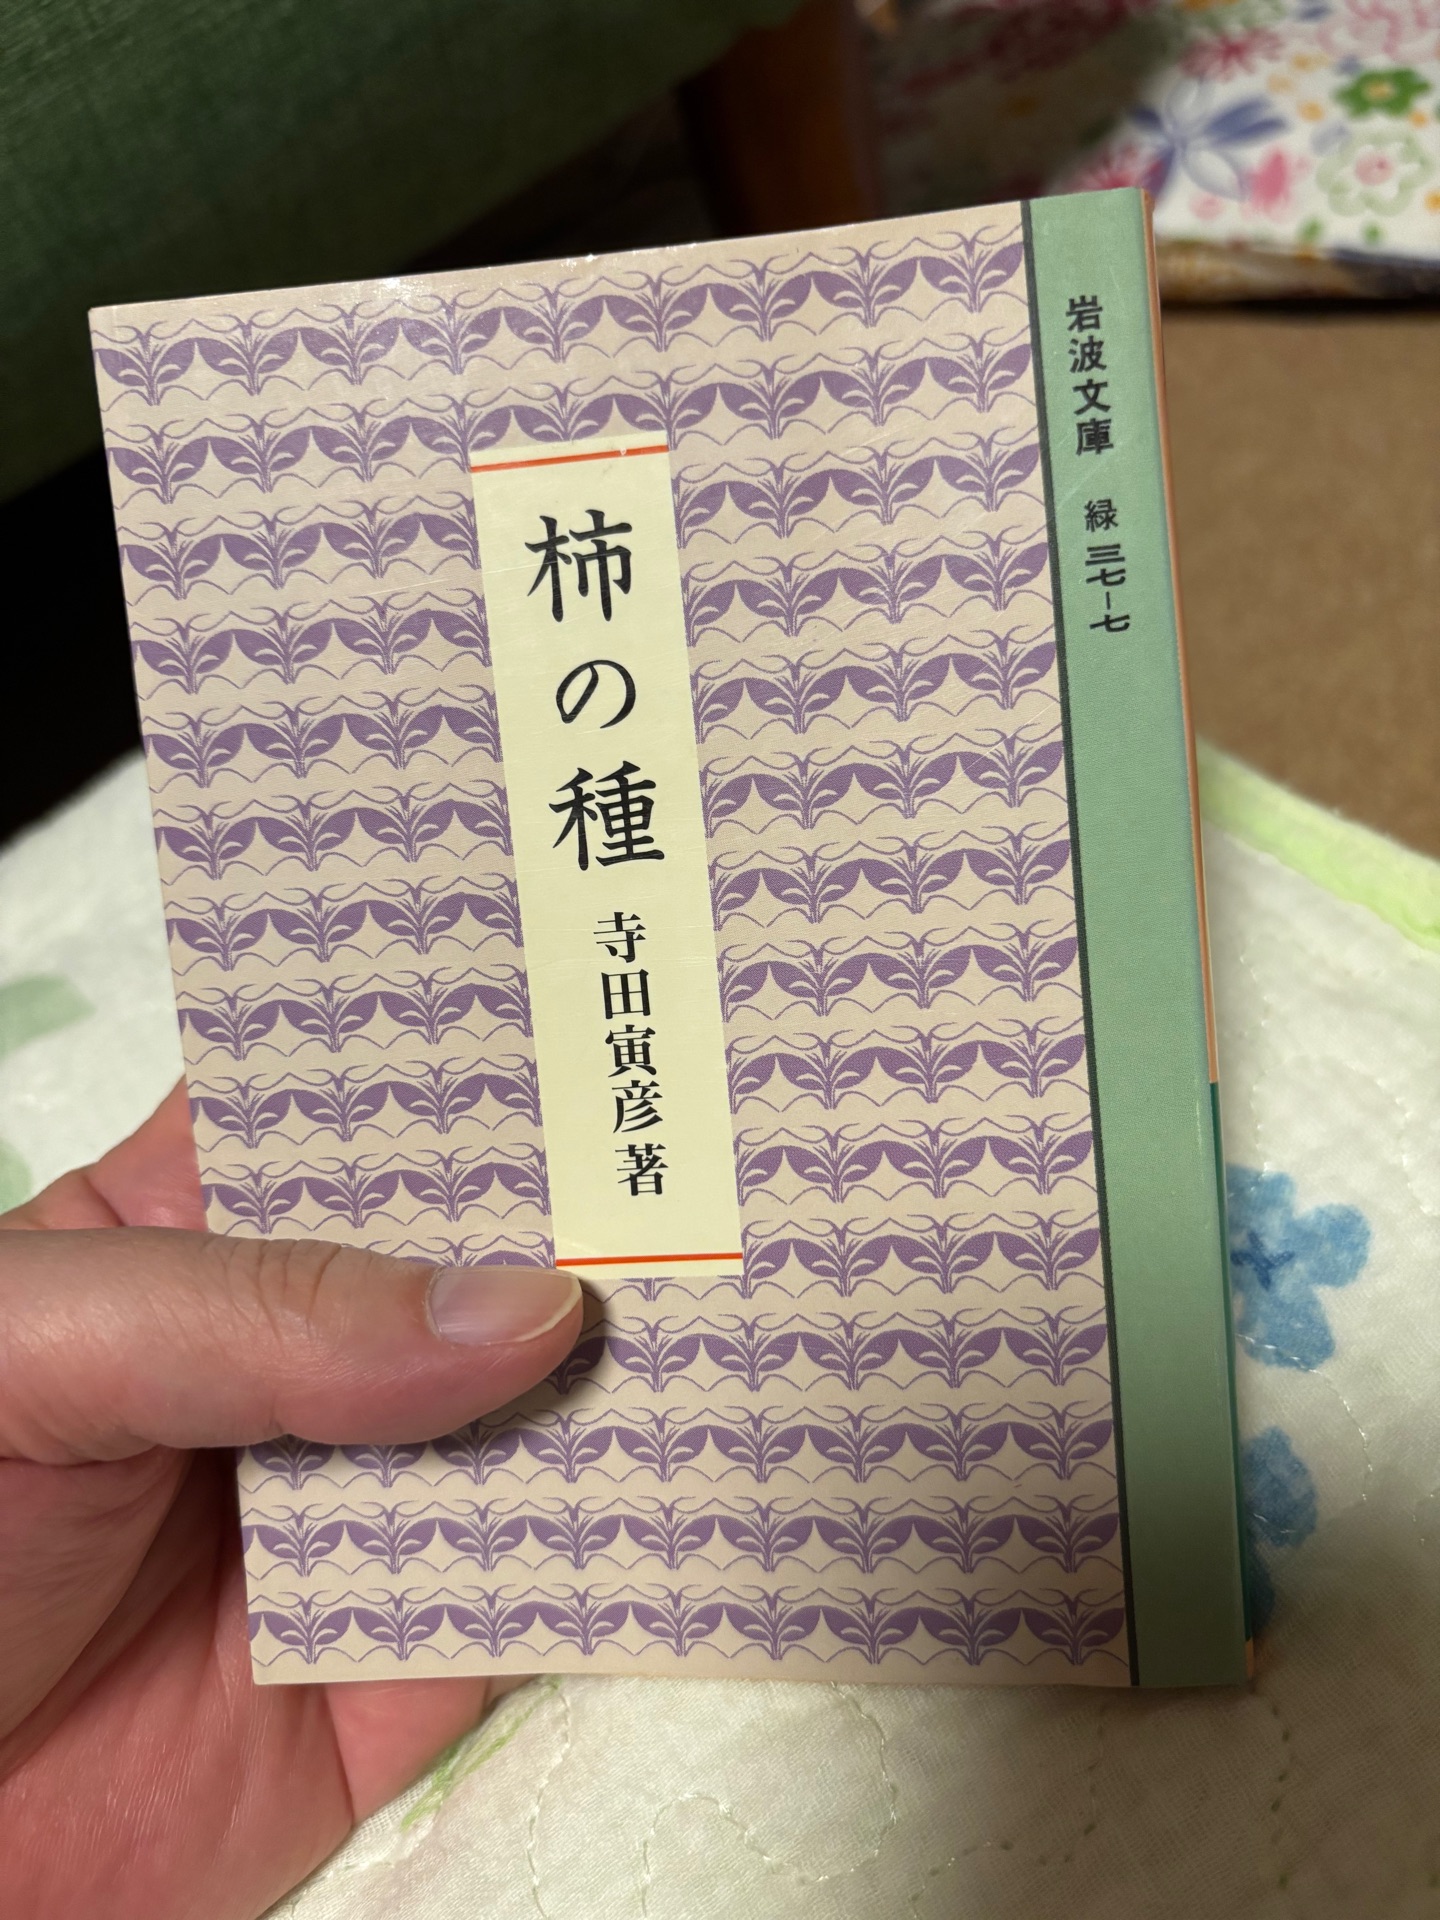 岩波文庫 緑三七-七
柿の種
寺田寅彦著